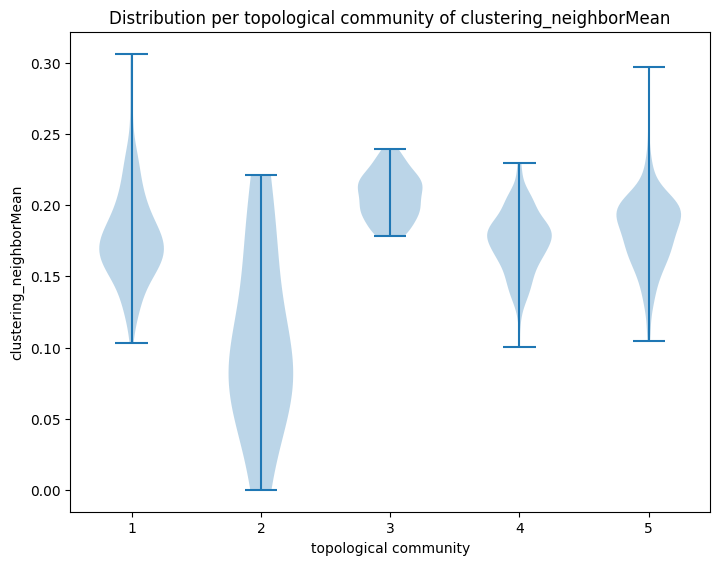 Distribution per topological community of clustering_neighborMean
clustering_neighborMean
0.30
0.25
0.20
0.15
0.10
0.05
0.00
1 2 3 4 5
topological community